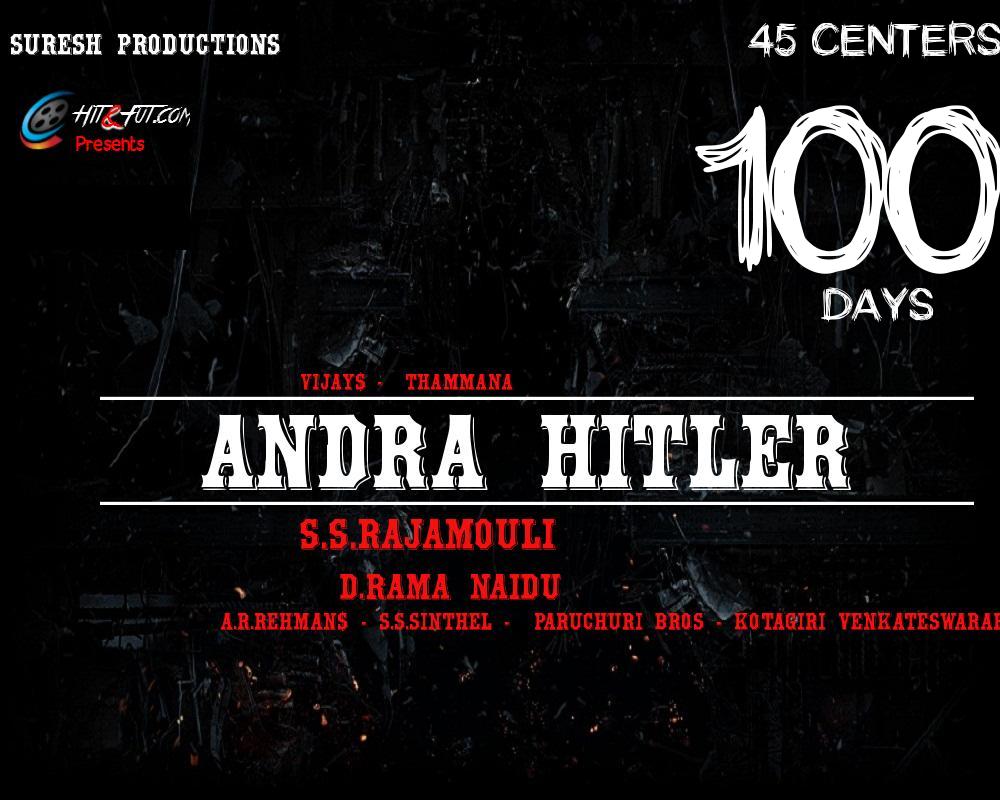 SURESH PRODUCTIONS
45 CENTERS
HIT&FUT.COM
Presents
100
DAYS
VIJAYS - THAMMANA
ANDRA HITLER
S.S.RAJAMOULI
D.RAMA NAIDU
A.R.REHMANS - S.S.SINTHEL - PARUCHURI BROS - KOTAGIRI VENKATESWARAR